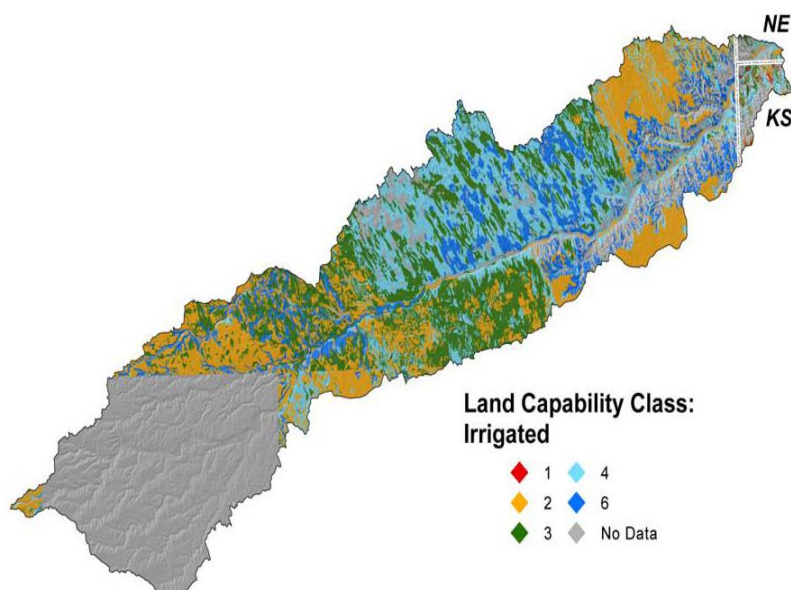 NE
KS
Land Capability Class:
Irrigated
1 4
2 6
3 No Data